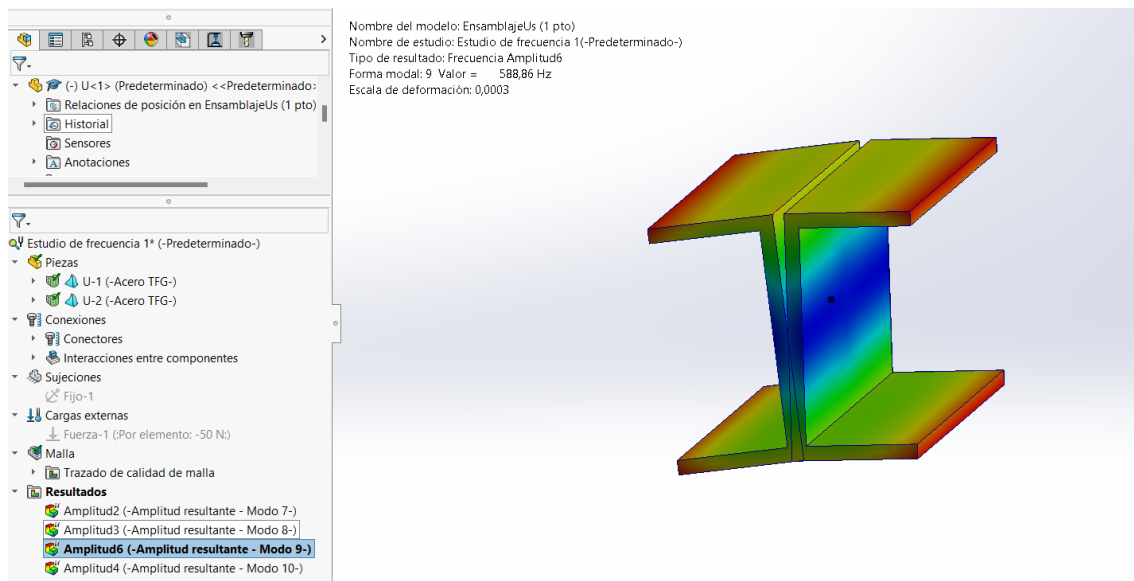 (-) U<1> (Predeterminado) <<Predeterminado>
Relaciones de posición en EnsamblajeUs (1 pto)
Historial
Sensores
Anotaciones
Estudio de frecuencia 1* (-Predeterminado-)
Piezas
U-1 (-Acero TFG-)
U-2 (-Acero TFG-)
Conexiones
Conectores
Interacciones entre componentes
Sujeciones
Fijo-1
Cargas externas
Fuerza-1 (:Por elemento: -50 N:)
Malla
Trazado de calidad de malla
Resultados
Amplitud2 (-Amplitud resultante - Modo 7-)
Amplitud3 (-Amplitud resultante - Modo 8-)
Amplitud6 (-Amplitud resultante - Modo 9-)
Amplitud4 (-Amplitud resultante - Modo 10-)
Nombre del modelo: EnsamblajeUs (1 pto)
Nombre de estudio: Estudio de frecuencia 1(-Predeterminado-)
Tipo de resultado: Frecuencia Amplitud6
Forma modal: 9 Valor = 588,86 Hz
Escala de deformación: 0,0003